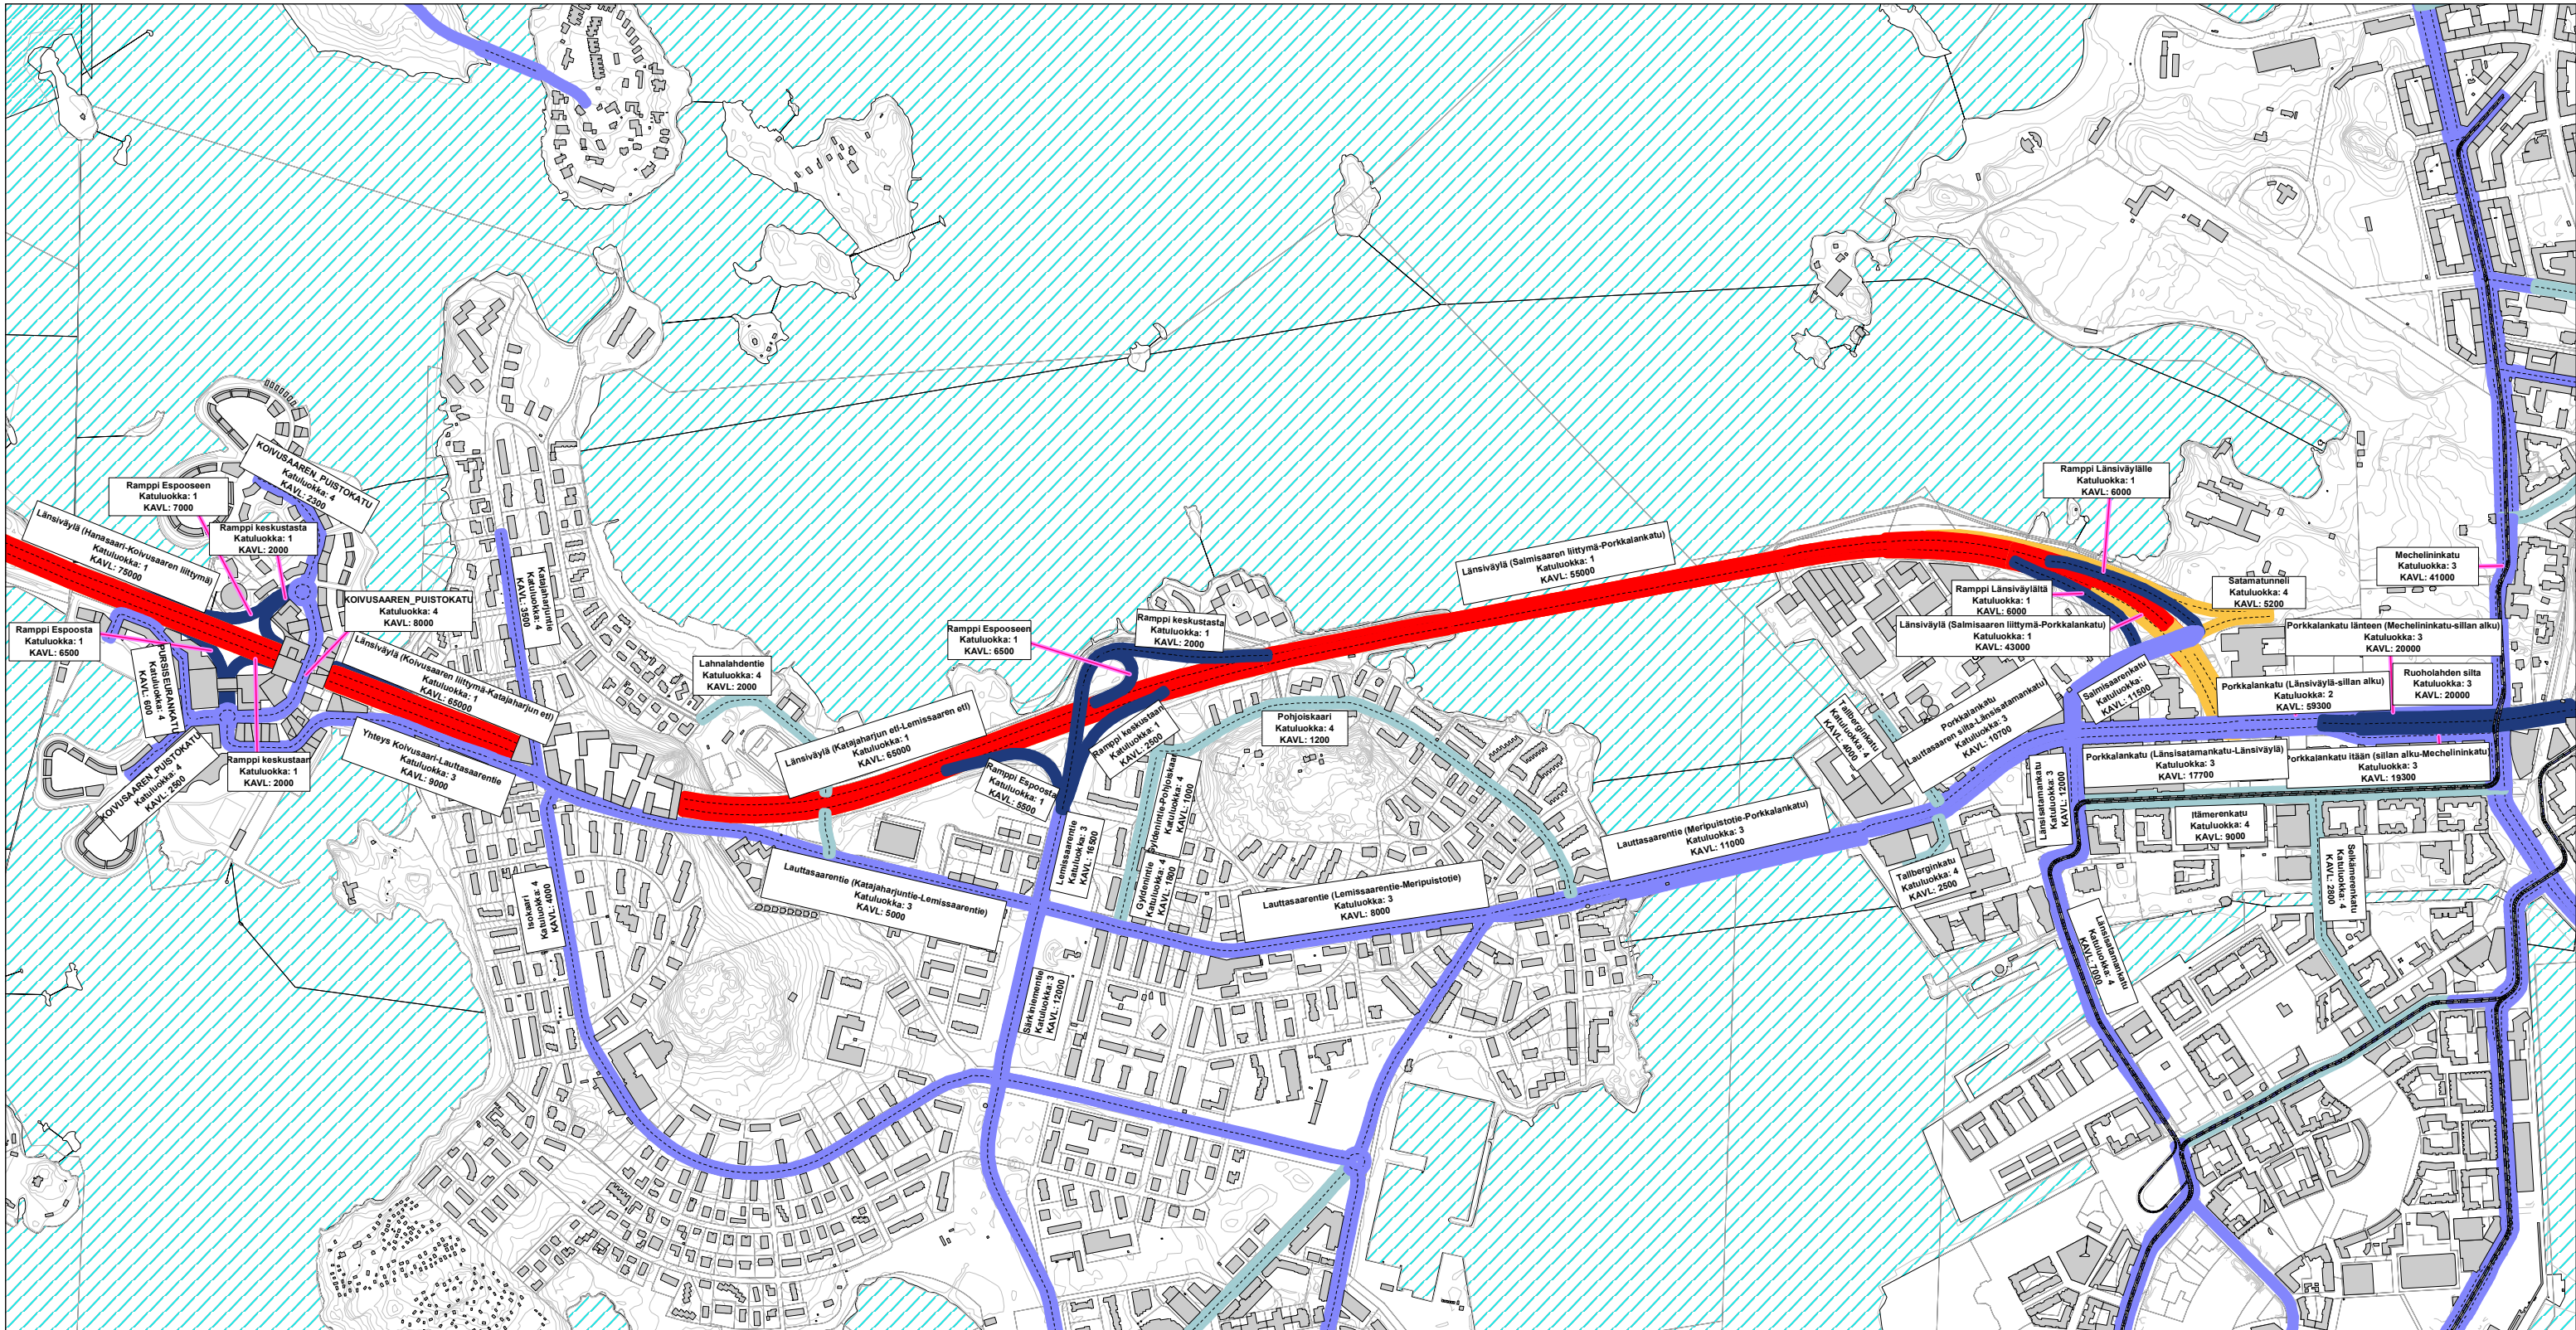 KOIVUSAAREN_PUISTOKATU
Katuluokka: 4
KAVL: 2300
Ramppi Espooseen
Katuluokka: 1
KAVL: 7000
Ramppi keskustasta
Katuluokka: 1
KAVL: 2000
Länsiväylä (Hanasaari-Koivusaaren liittymä)
Katuluokka: 1
KAVL: 75000
KOIVUSAAREN_PUISTOKATU
Katuluokka: 4
KAVL: 8000
Ramppi Espoosta
Katuluokka: 1
KAVL: 6500
PURSISEURANKATU
Katuluokka: 4
KAVL: 600
Länsiväylä (Koivusaaren liittymä-Katajaharjun etl)
Katuluokka: 1
KAVL: 65000
Yhteys Koivusaari-Lauttasaarentie
Katuluokka: 3
KAVL: 9000
Ramppi keskustaan
Katuluokka: 1
KAVL: 2000
KOIVUSAAREN_PUISTOKATU
Katuluokka: 4
KAVL: 2500
Katajaharjuntie
Katuluokka: 4
KAVL: 3500
Isokaari
Katuluokka: 4
KAVL: 4000
Lahnalahdentie
Katuluokka: 4
KAVL: 2000
Länsiväylä (Katajaharjun etl-Lemissaaren etl)
Katuluokka: 1
KAVL: 65000
Lauttasaarentie (Katajaharjuntie-Lemissaarentie)
Katuluokka: 3
KAVL: 5000
Ramppi Espooseen
Katuluokka: 1
KAVL: 6500
Ramppi keskustasta
Katuluokka: 1
KAVL: 2000
Ramppi keskustaan
Katuluokka: 1
KAVL: 2500
Ramppi Espoosta
Katuluokka: 1
KAVL: 5500
Lemissaarentie
Katuluokka: 3
KAVL: 16500
Gyldenintie-Pohjoiskaari
Katuluokka: 4
KAVL: 1000
Gyldenintie
Katuluokka: 4
KAVL: 1800
Särkiniementie
Katuluokka: 3
KAVL: 12000
Pohjoiskaari
Katuluokka: 4
KAVL: 1200
Lauttasaarentie (Lemissaarentie-Meripuistotie)
Katuluokka: 3
KAVL: 8000
Lauttasaarentie (Meripuistotie-Porkkalankatu)
Katuluokka: 3
KAVL: 11000
Länsiväylä (Salmisaaren liittymä-Porkkalankatu)
Katuluokka: 1
KAVL: 55000
Ramppi Länsiväylälle
Katuluokka: 1
KAVL: 6000
Ramppi Länsiväylältä
Katuluokka: 1
KAVL: 6000
Länsiväylä (Salmisaaren liittymä-Porkkalankatu)
Katuluokka: 1
KAVL: 43000
Satamatunneli
Katuluokka: 4
KAVL: 5200
Mechelininkatu
Katuluokka: 3
KAVL: 41000
Porkkalankatu länteen (Mechelininkatu-sillan alku)
Katuluokka: 3
KAVL: 20000
Ruoholahden silta
Katuluokka: 3
KAVL: 20000
Porkkalankatu (Länsiväylä-sillan alku)
Katuluokka: 2
KAVL: 59300
Salmisaarenkatu
Katuluokka:
KAVL: 11500
Porkkalankatu
Lauttasaaren silta-Länsisatamankatu)
Katuluokka: 3
KAVL: 10700
Tallberginkatu
Katuluokka: 4
KAVL: 4000
Porkkalankatu (Länsisatamankatu-Länsiväylä)
Katuluokka: 3
KAVL: 17700
Porkkalankatu itään (sillan alku-Mechelininkatu)
Katuluokka: 3
KAVL: 19300
Länsisatamankatu
Katuluokka: 3
KAVL: 12000
Itämerenkatu
Katuluokka: 4
KAVL: 9000
Selkämerenkatu
Katuluokka: 4
KAVL: 2800
Tallberginkatu
Katuluokka: 4
KAVL: 2500
Länsisatamankatu
Katuluokka: 4
KAVL: 7000